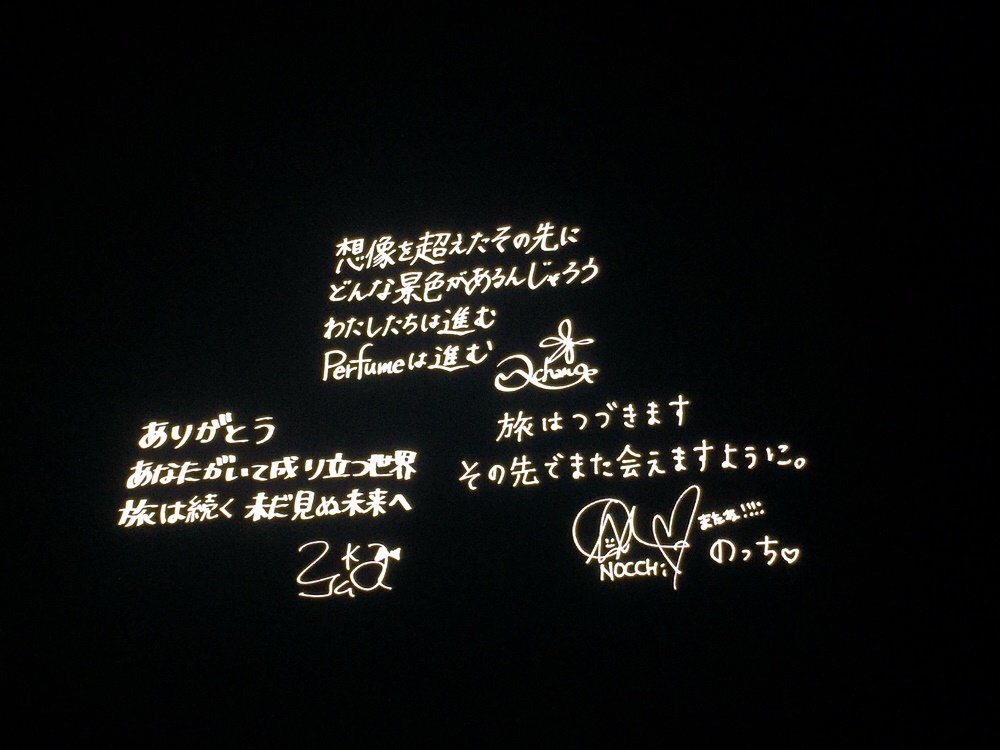 想像を超えたその先に
どんな景色があるんじゃろう
わたしたちは進む
Perfumeは進む
ありがとう
あなたがいて成り立つ世界
旅は続く まだ見ぬ未来へ
旅はつづきます
その先でまた会えますように。
またね!!!!
NOCCHi
のっち♡